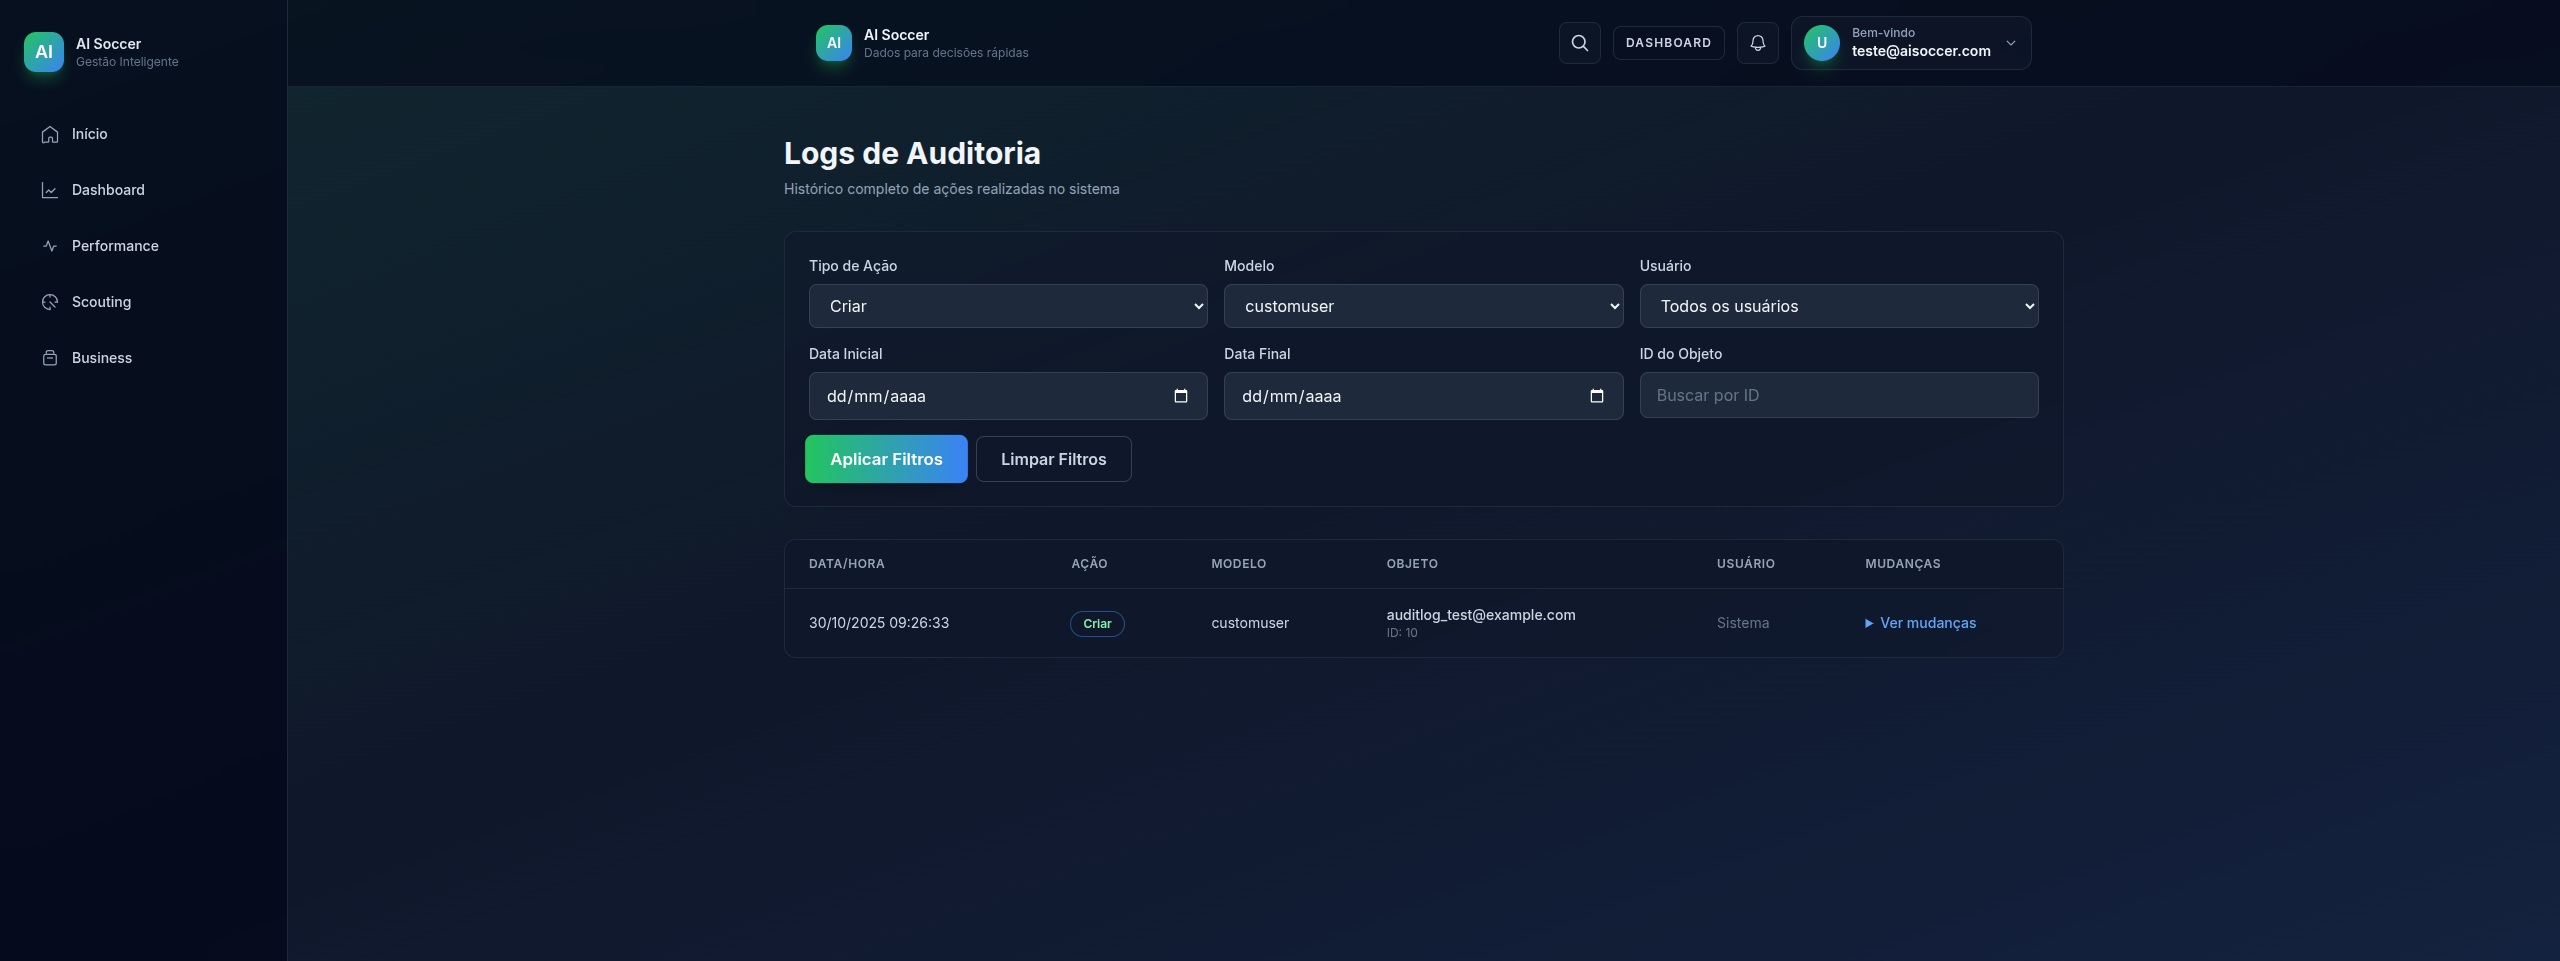 AI
AI Soccer
Gestão Inteligente
Início
Dashboard
Performance
Scouting
Business
AI
AI Soccer
Dados para decisões rápidas
DASHBOARD
U
Bem-vindo
teste@aisoccer.com
Logs de Auditoria
Histórico completo de ações realizadas no sistema
Tipo de Ação
Modelo
Usuário
Criar
customuser
Todos os usuários
Data Inicial
Data Final
ID do Objeto
dd/mm/aaaa
dd/mm/aaaa
Buscar por ID
Aplicar Filtros
Limpar Filtros
DATA/HORA
AÇÃO
MODELO
OBJETO
USUÁRIO
MUDANÇAS
30/10/2025 09:26:33
Criar
customuser
auditlog_test@example.com
ID: 10
Sistema
Ver mudanças